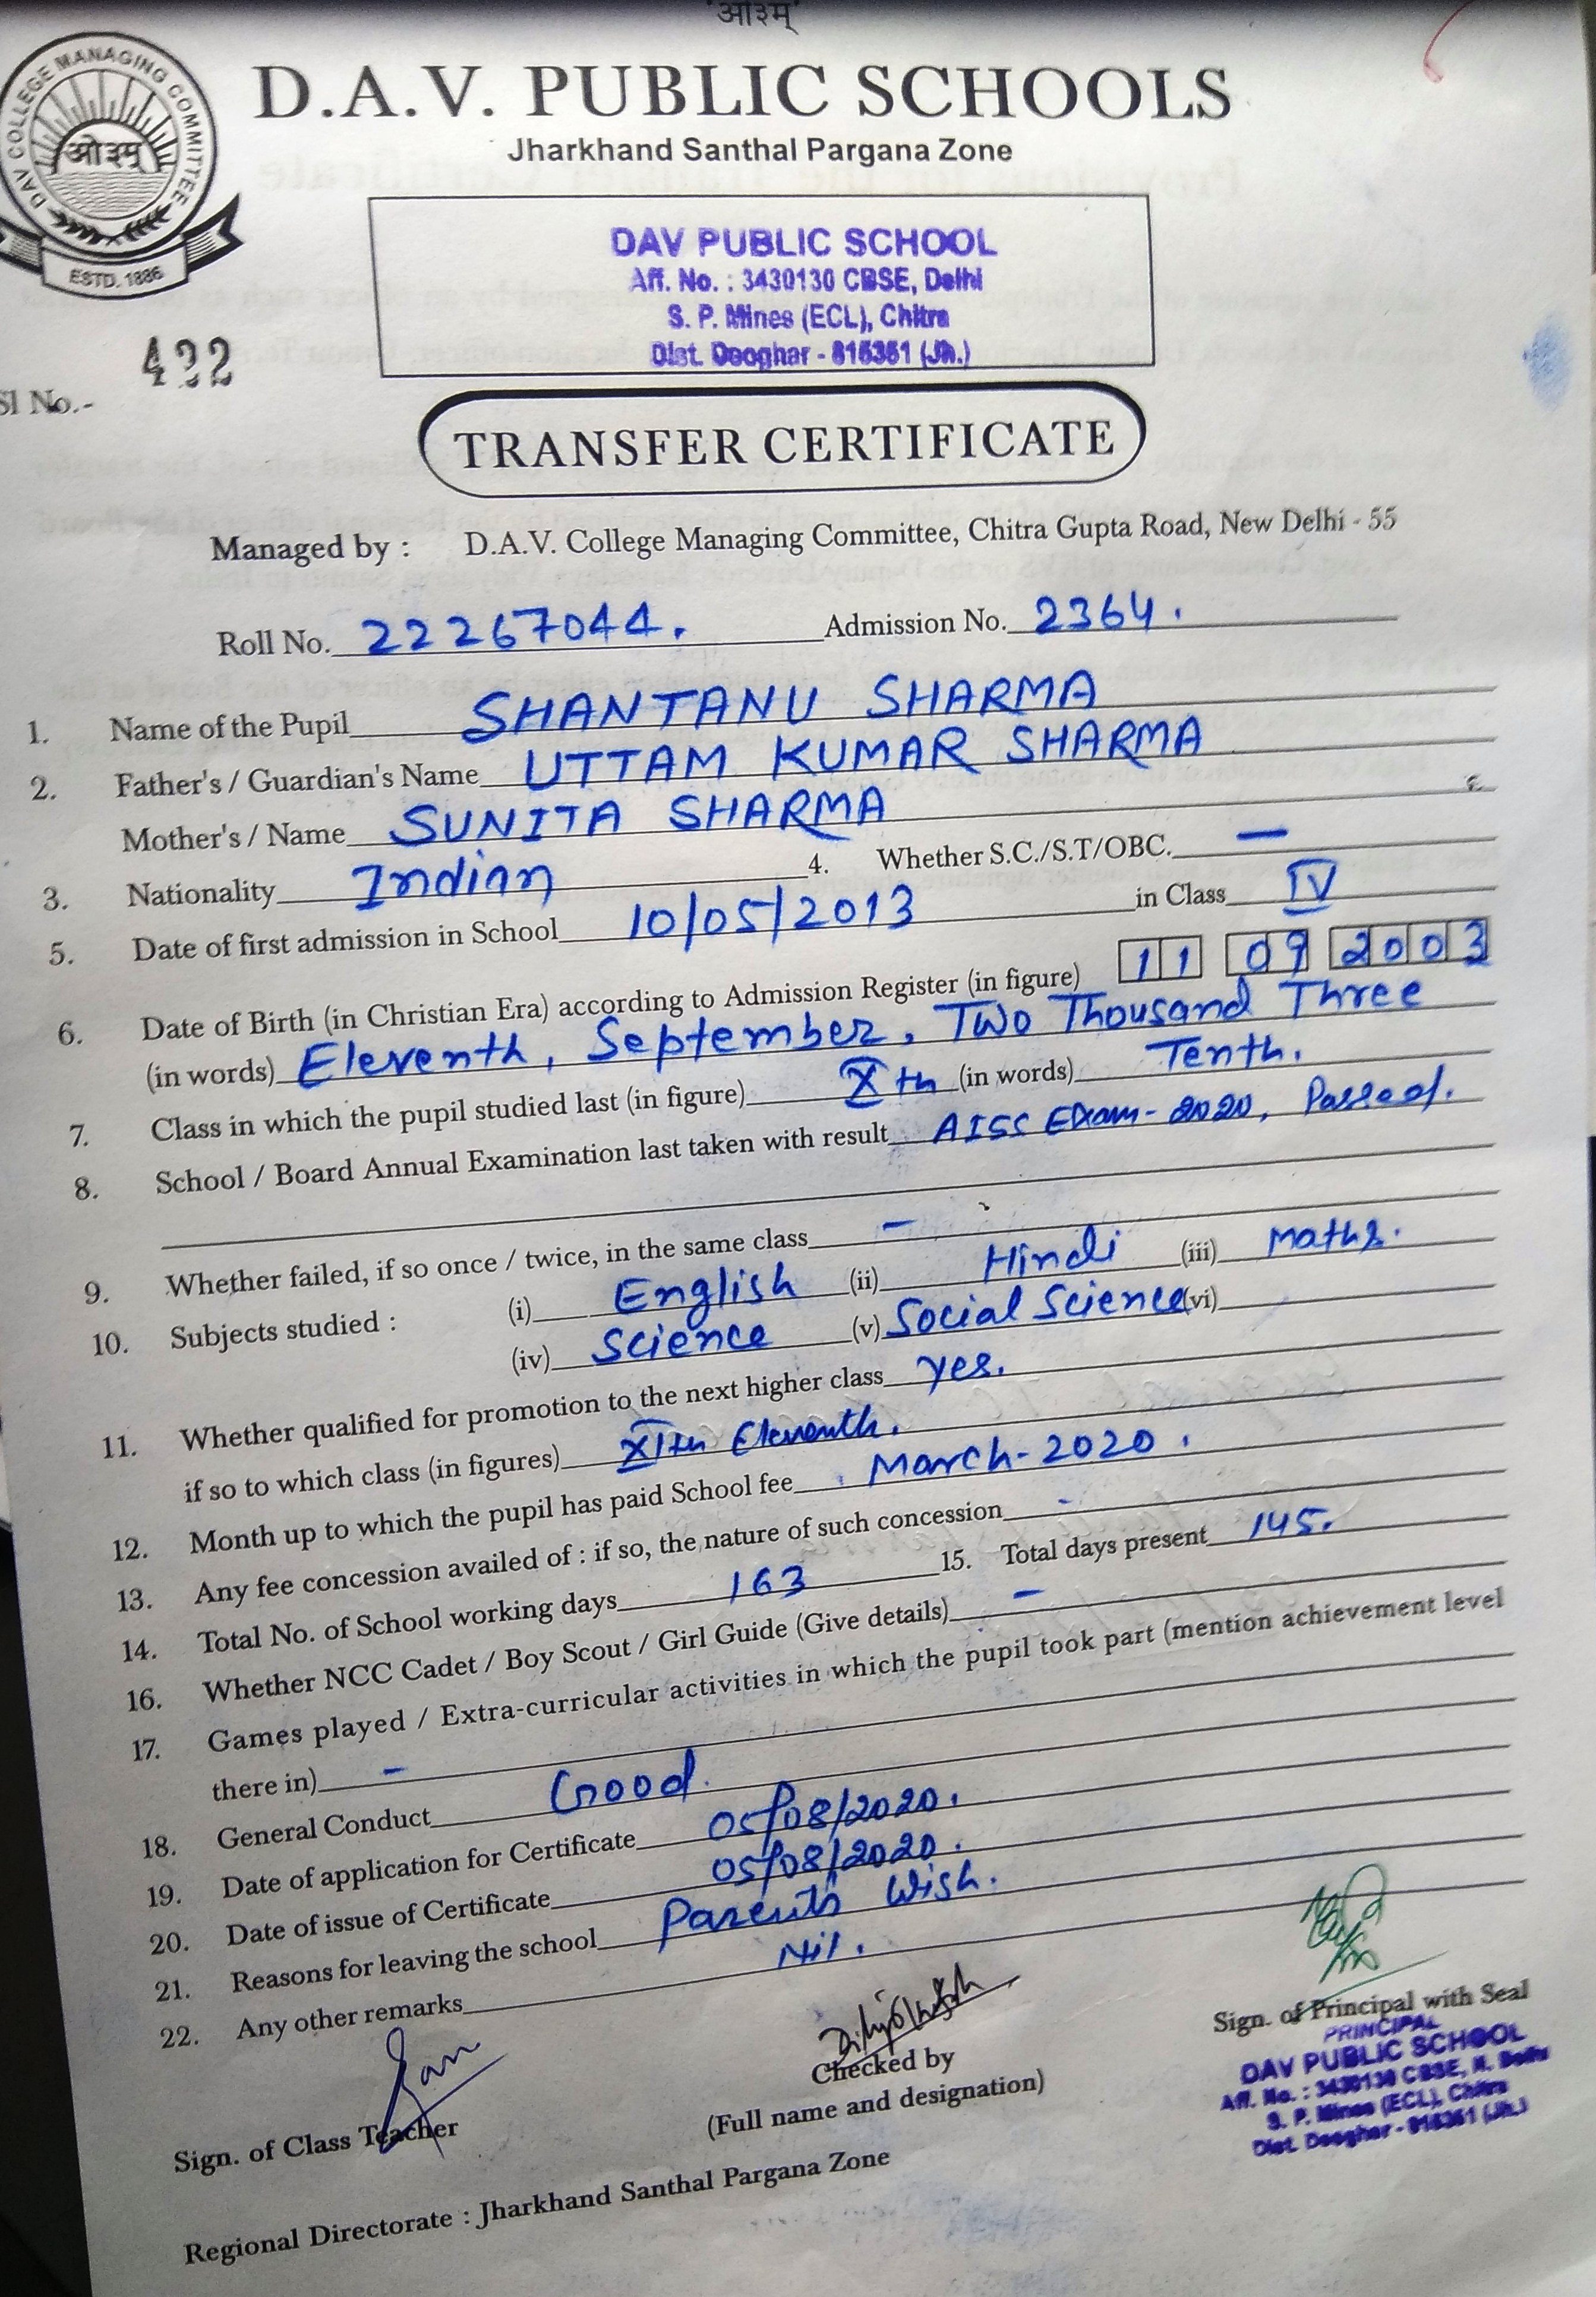 'ओ३म्'
DAV COLLEGE MANAGING COMMITTEE
ओ३म्
ESTD. 1886
D.A.V. PUBLIC SCHOOLS
Jharkhand Santhal Pargana Zone
DAV PUBLIC SCHOOL
Aff. No. : 3430130 CBSE, Delhi
S. P. Mines (ECL), Chitra
Dist. Deoghar - 815351 (Jh.)
Sl No.- 422
TRANSFER CERTIFICATE
Managed by : D.A.V. College Managing Committee, Chitra Gupta Road, New Delhi - 55
Roll No. 22267044. Admission No. 2364.
1. Name of the Pupil SHANTANU SHARMA
2. Father's / Guardian's Name UTTAM KUMAR SHARMA
Mother's / Name SUNITA SHARMA
3. Nationality Indian 4. Whether S.C./S.T/OBC. —
5. Date of first admission in School 10/05/2013 in Class IV
6. Date of Birth (in Christian Era) according to Admission Register (in figure) 11 09 2003
(in words) Eleventh, September, Two Thousand Three
7. Class in which the pupil studied last (in figure) Xth (in words) Tenth.
8. School / Board Annual Examination last taken with result AISS Exam-2020, Passed.
9. Whether failed, if so once / twice, in the same class –
10. Subjects studied : (i) English (ii) Hindi (iii) Maths.
(iv) Science (v) Social Science (vi)
11. Whether qualified for promotion to the next higher class yes.
if so to which class (in figures) XIth Eleventh.
12. Month up to which the pupil has paid School fee March-2020.
13. Any fee concession availed of : if so, the nature of such concession -
14. Total No. of School working days 163 15. Total days present 145.
16. Whether NCC Cadet / Boy Scout / Girl Guide (Give details) –
17. Games played / Extra-curricular activities in which the pupil took part (mention achievement level
there in) –
18. General Conduct Good.
19. Date of application for Certificate 05/08/2020.
20. Date of issue of Certificate 05/08/2020.
21. Reasons for leaving the school Parent's Wish.
22. Any other remarks Nil.
Sign. of Class Teacher
Checked by
(Full name and designation)
Sign. of Principal with Seal
PRINCIPAL
DAV PUBLIC SCHOOL
Aff. No. : 3430130 CBSE, N. Delhi
S. P. Mines (ECL), Chitra
Dist. Deoghar - 815351 (Jh.)
Regional Directorate : Jharkhand Santhal Pargana Zone